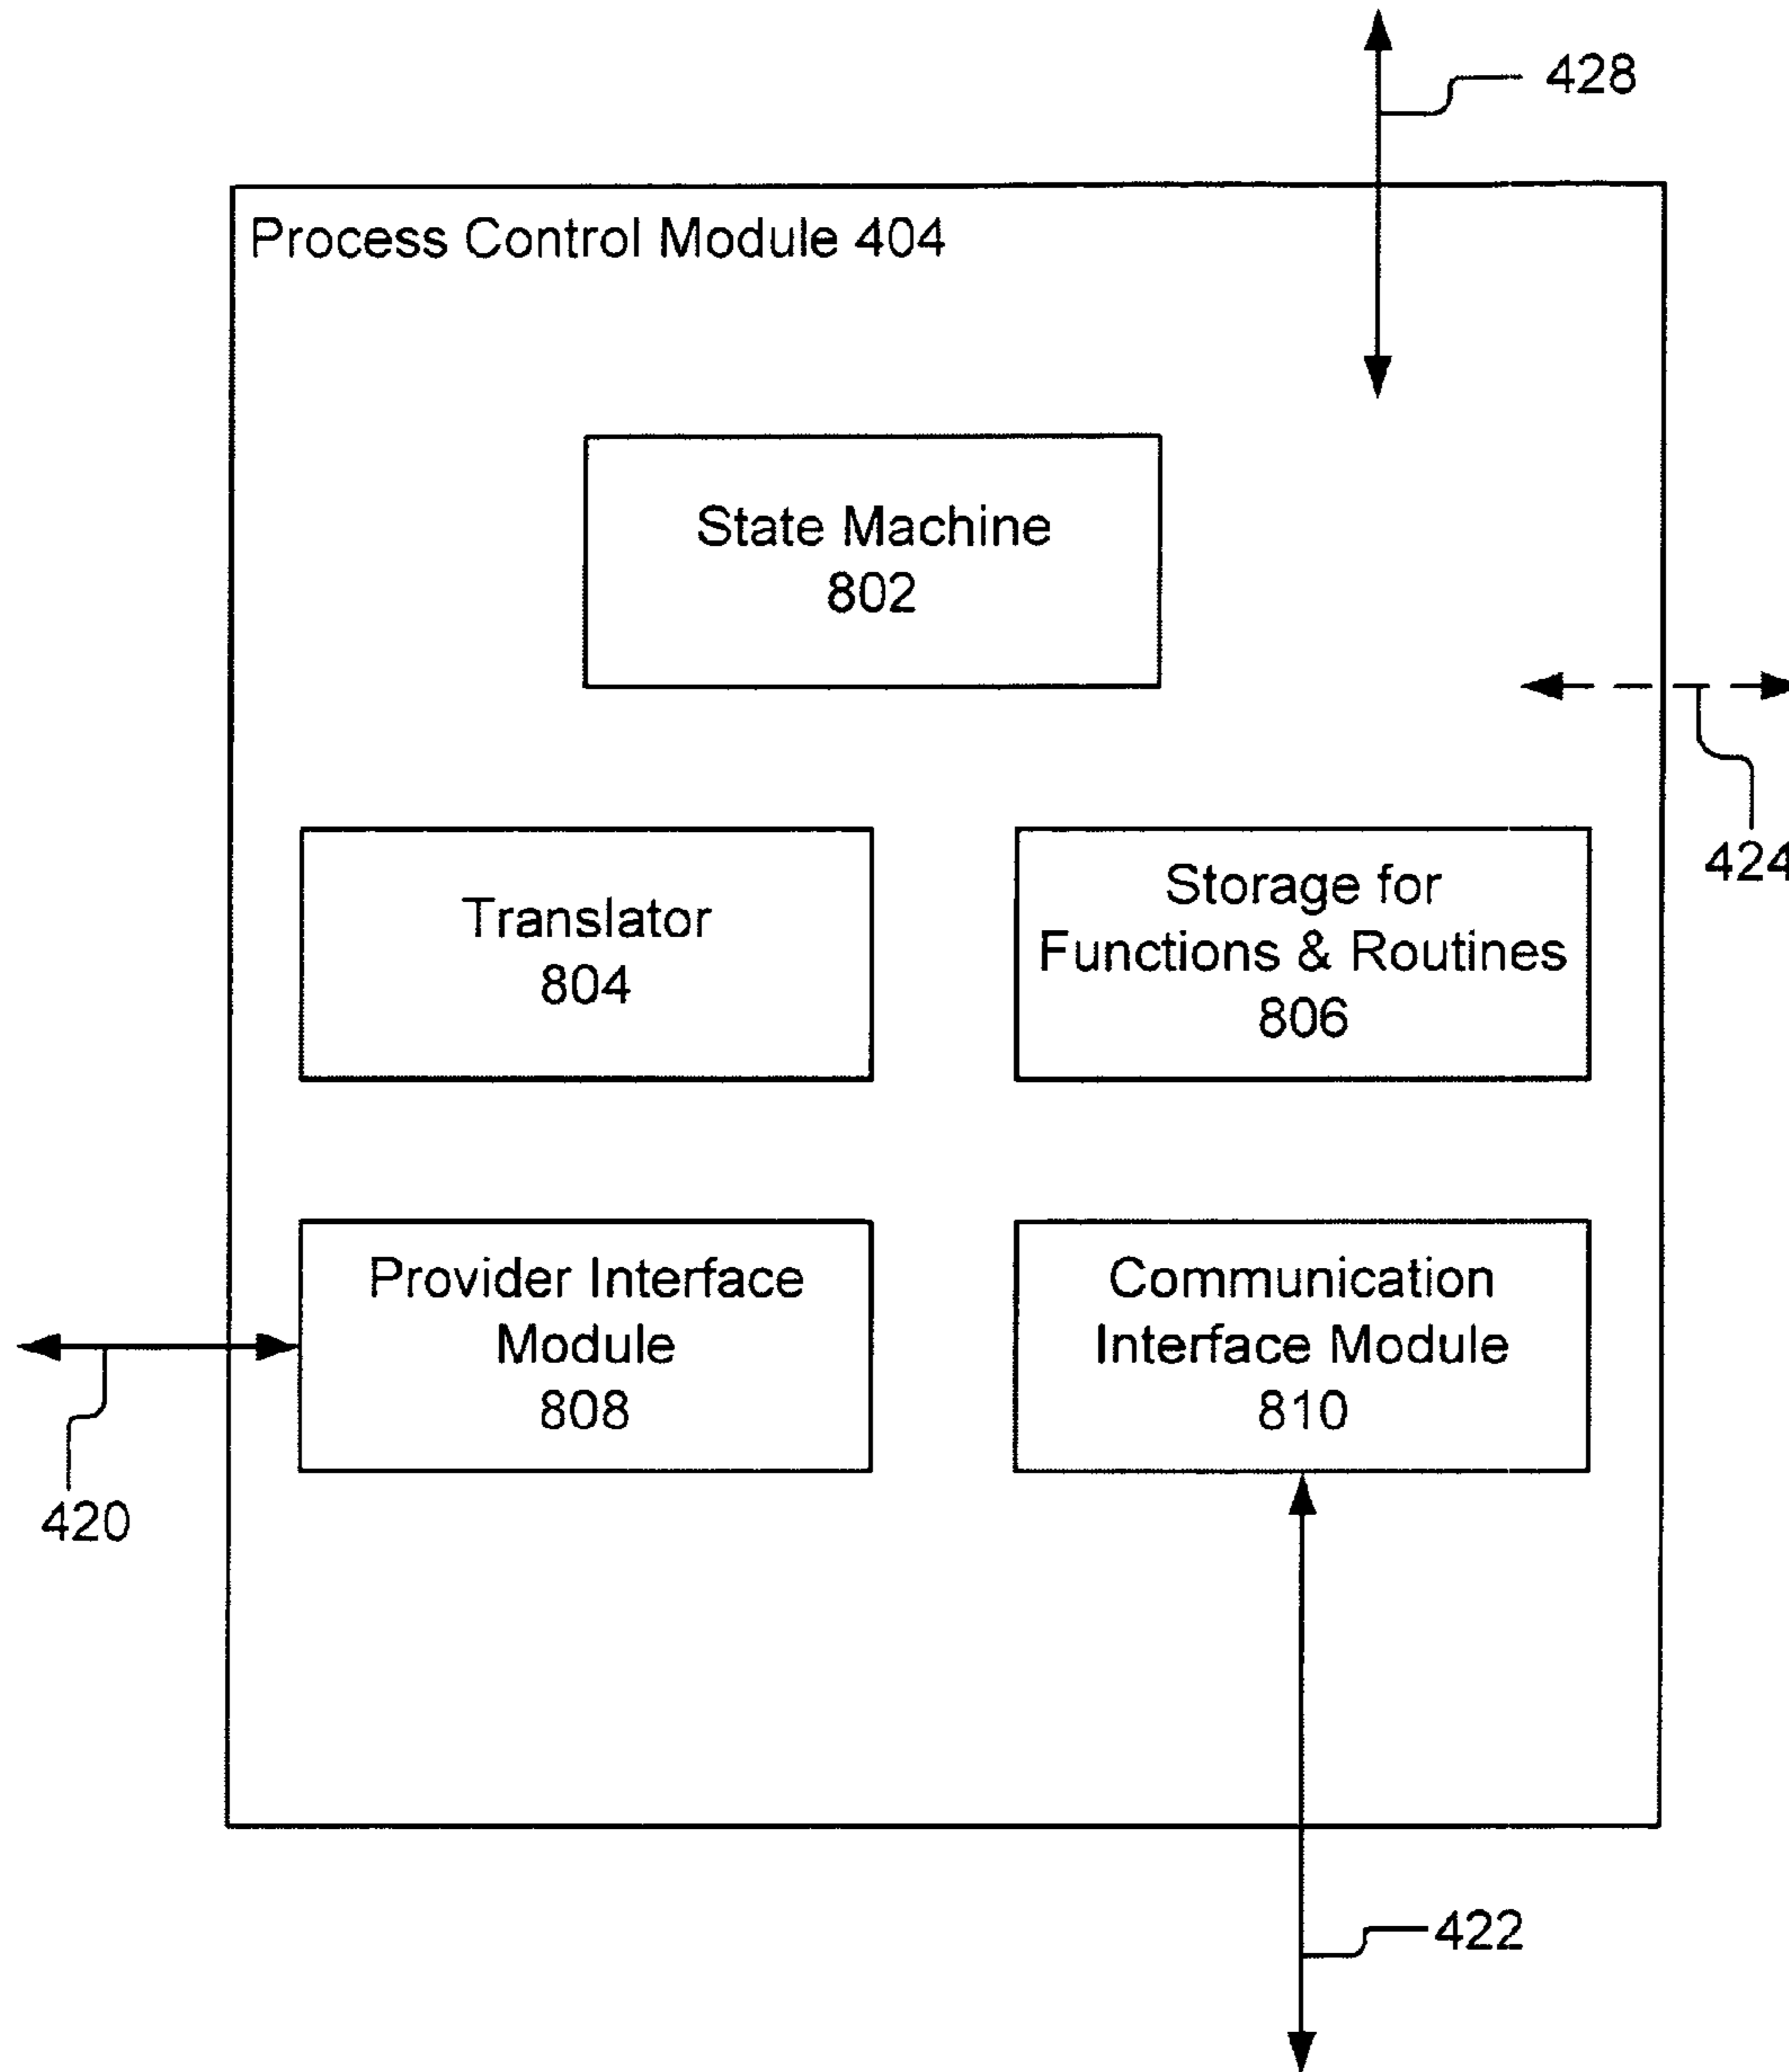 428
Process Control Module 404
State Machine
802
424
Translator
804
Storage for
Functions & Routines
806
Provider Interface
Module
808
Communication
Interface Module
810
420
422